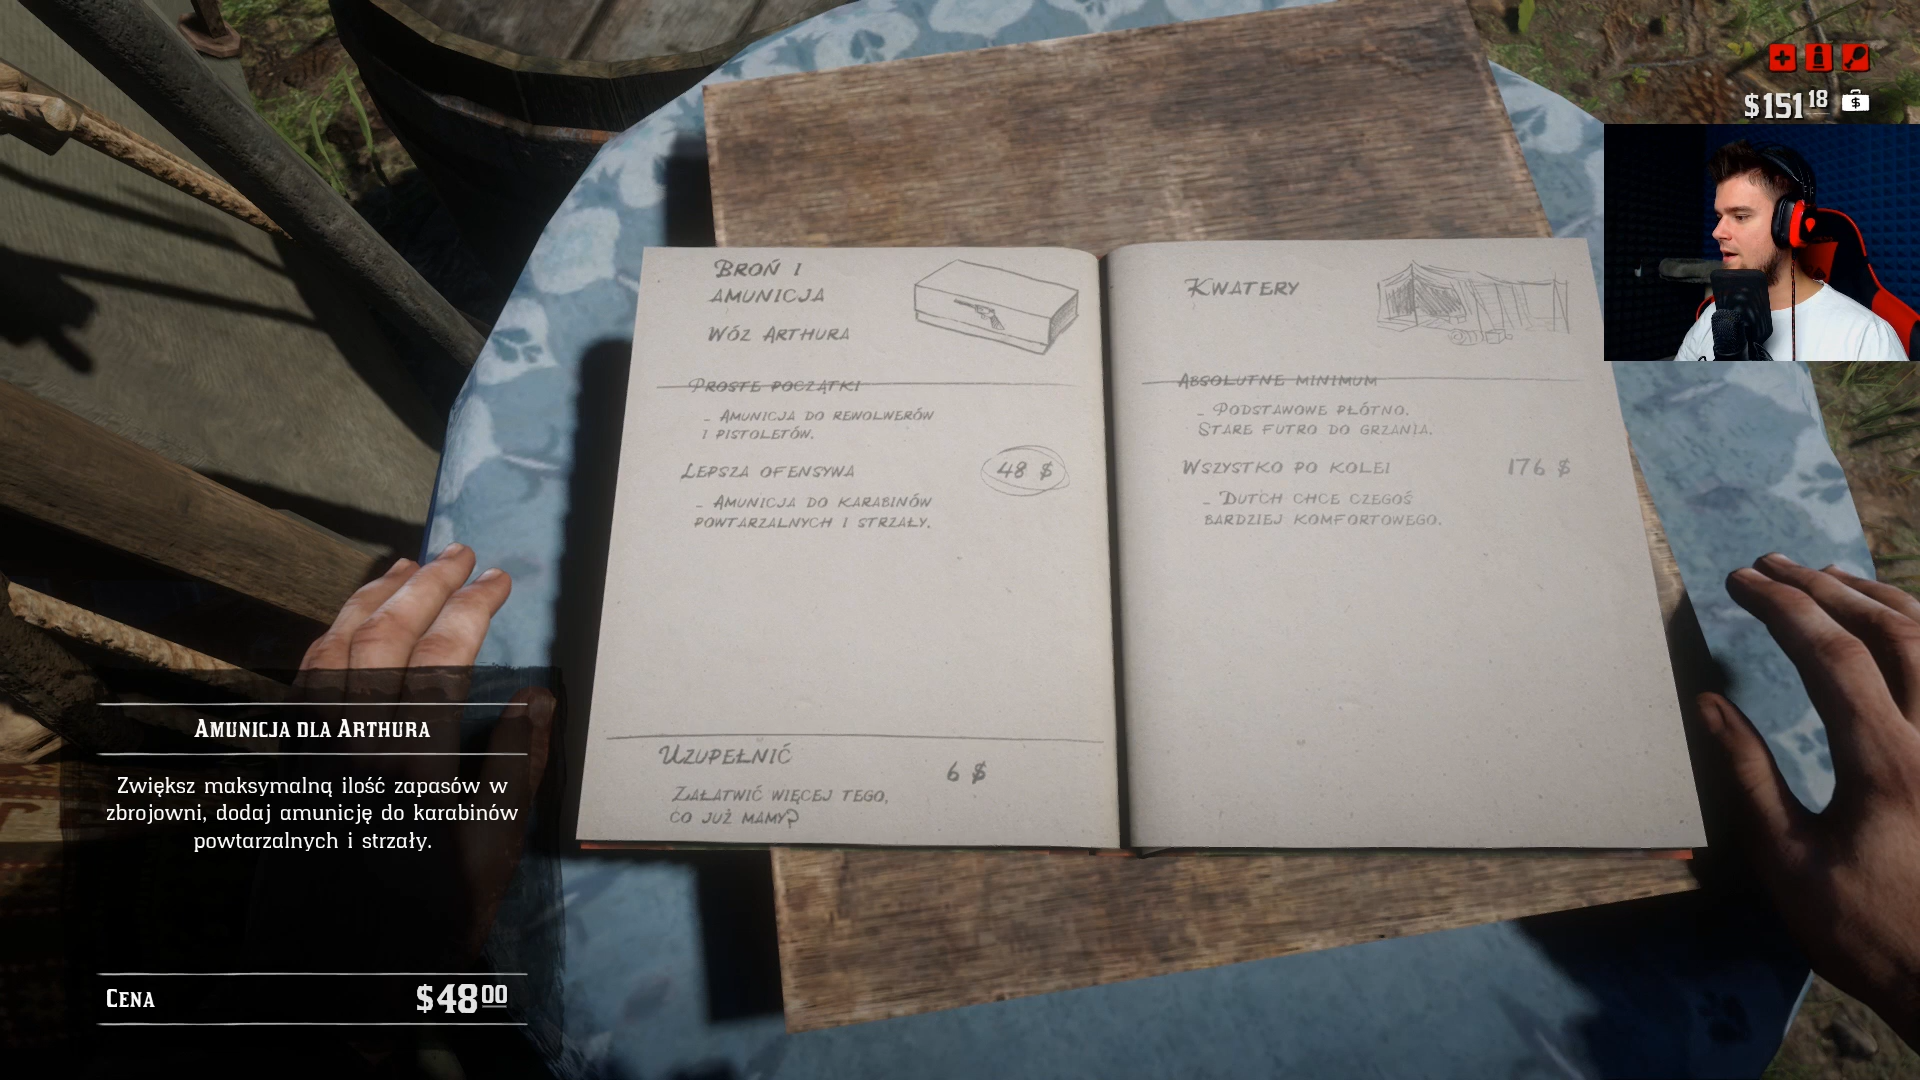 $151 18
$
Broń i
amunicja
Wóz Arthura
Proste początki
- Amunicja do rewolwerów
i pistoletów.
Lepsza ofensywa 48 $
- Amunicja do karabinów
powtarzalnych i strzały.
Uzupełnić
6 $
Załatwić więcej tego,
co już mamy?
Kwatery
Absolutne minimum
- Podstawowe płótno.
Stare futro do grzania.
Wszystko po kolei 176 $
- Dutch chce czegoś
bardziej komfortowego.
Amunicja dla Arthura
Zwiększ maksymalną ilość zapasów w
zbrojowni, dodaj amunicję do karabinów
powtarzalnych i strzały.
Cena $48 00